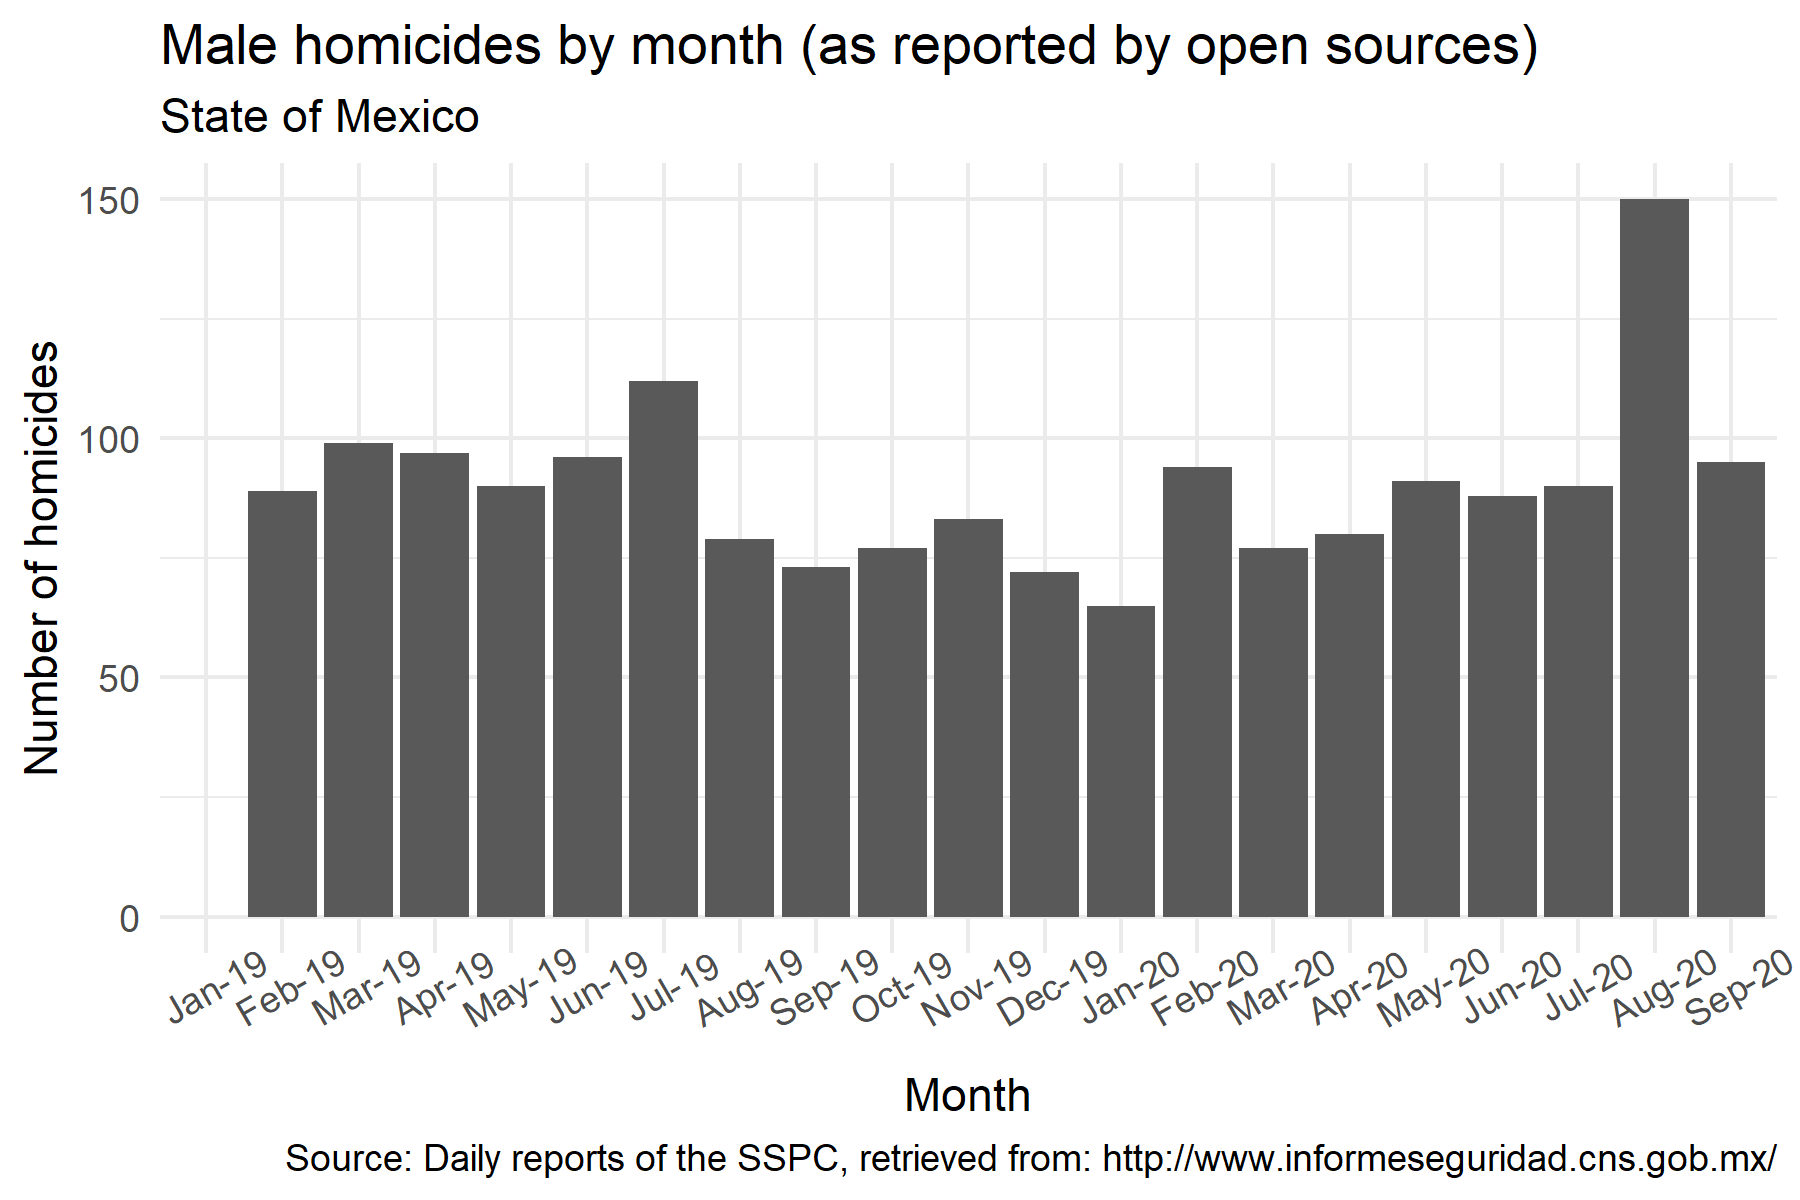 Male homicides by month (as reported by open sources)
State of Mexico
Number of homicides
150
100
50
0
Jan-19
Feb-19
Mar-19
Apr-19
May-19
Jun-19
Jul-19
Aug-19
Sep-19
Oct-19
Nov-19
Dec-19
Jan-20
Feb-20
Mar-20
Apr-20
May-20
Jun-20
Jul-20
Aug-20
Sep-20
Month
Source: Daily reports of the SSPC, retrieved from: http://www.informeseguridad.cns.gob.mx/